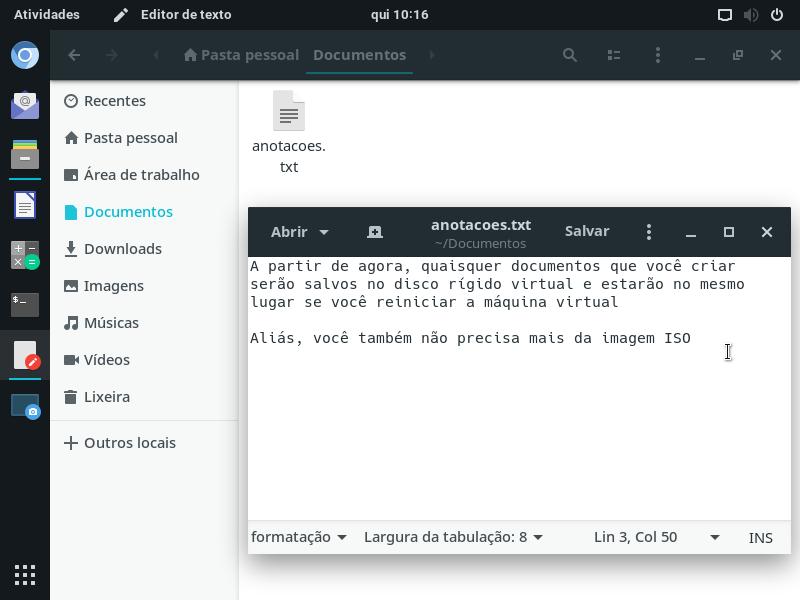 Atividades
Editor de texto
qui 10:16
Pasta pessoal
Documentos
Recentes
Pasta pessoal
Área de trabalho
Documentos
Downloads
Imagens
Músicas
Vídeos
Lixeira
Outros locais
anotacoes.
txt
Abrir
anotacoes.txt
~/Documentos
Salvar
A partir de agora, quaisquer documentos que você criar
serão salvos no disco rígido virtual e estarão no mesmo
lugar se você reiniciar a máquina virtual
Aliás, você também não precisa mais da imagem ISO
formatação
Largura da tabulação: 8
Lin 3, Col 50
INS